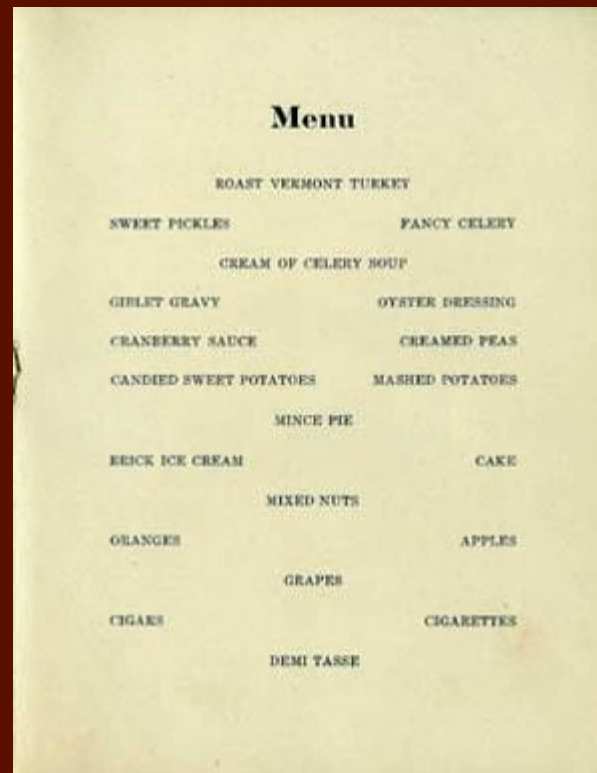 Menu
ROAST VERMONT TURKEY
SWEET PICKLES FANCY CELERY
CREAM OF CELERY SOUP
GIBLET GRAVY OYSTER DRESSING
CRANBERRY SAUCE CREAMED PEAS
CANDIED SWEET POTATOES MASHED POTATOES
MINCE PIE
BRICK ICE CREAM CAKE
MIXED NUTS
ORANGES APPLES
GRAPES
CIGARS CIGARETTES
DEMI TASSE